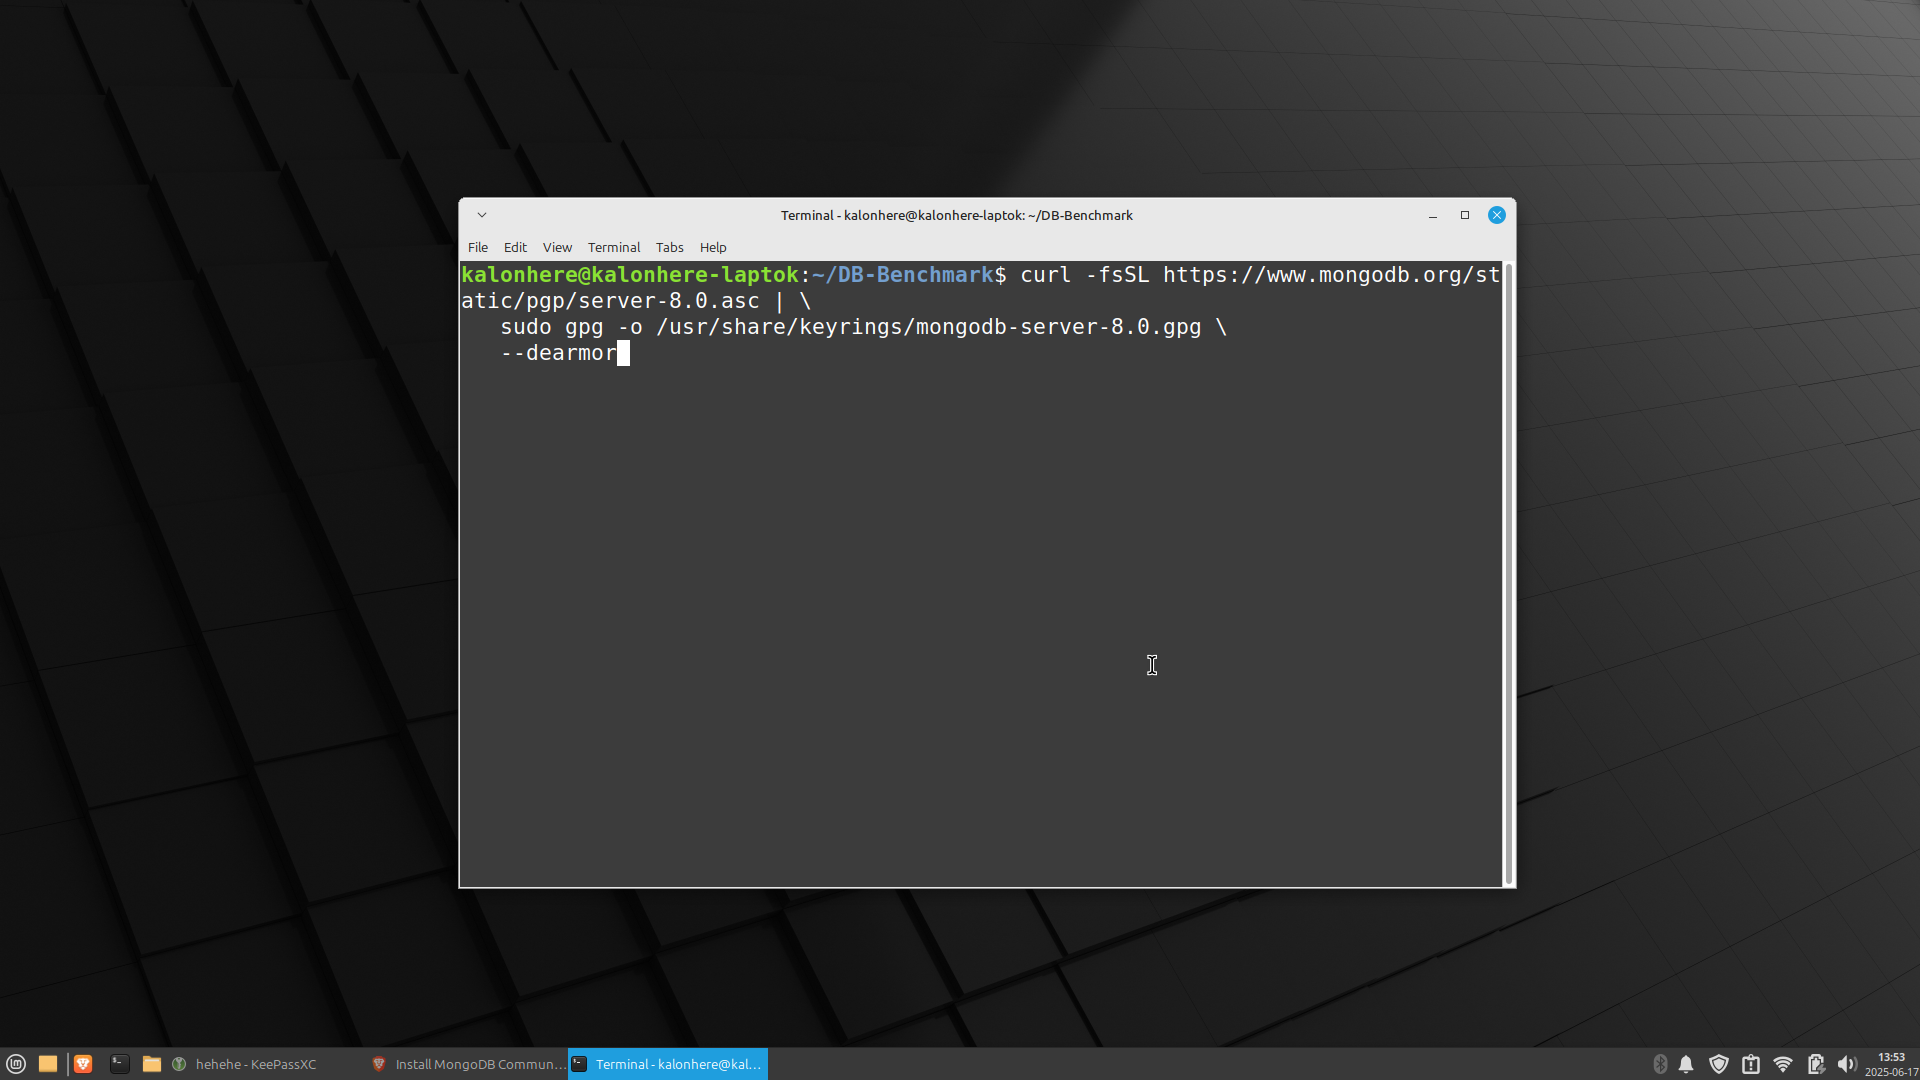 Terminal - kalonhere@kalonhere-laptok: ~/DB-Benchmark
File Edit View Terminal Tabs Help
kalonhere@kalonhere-laptok:~/DB-Benchmark$ curl -fsSL https://www.mongodb.org/st
atic/pgp/server-8.0.asc | \
   sudo gpg -o /usr/share/keyrings/mongodb-server-8.0.gpg \
   --dearmor
hehehe - KeePassXC
Install MongoDB Commun...
Terminal - kalonhere@kal...
13:53
2025-06-17